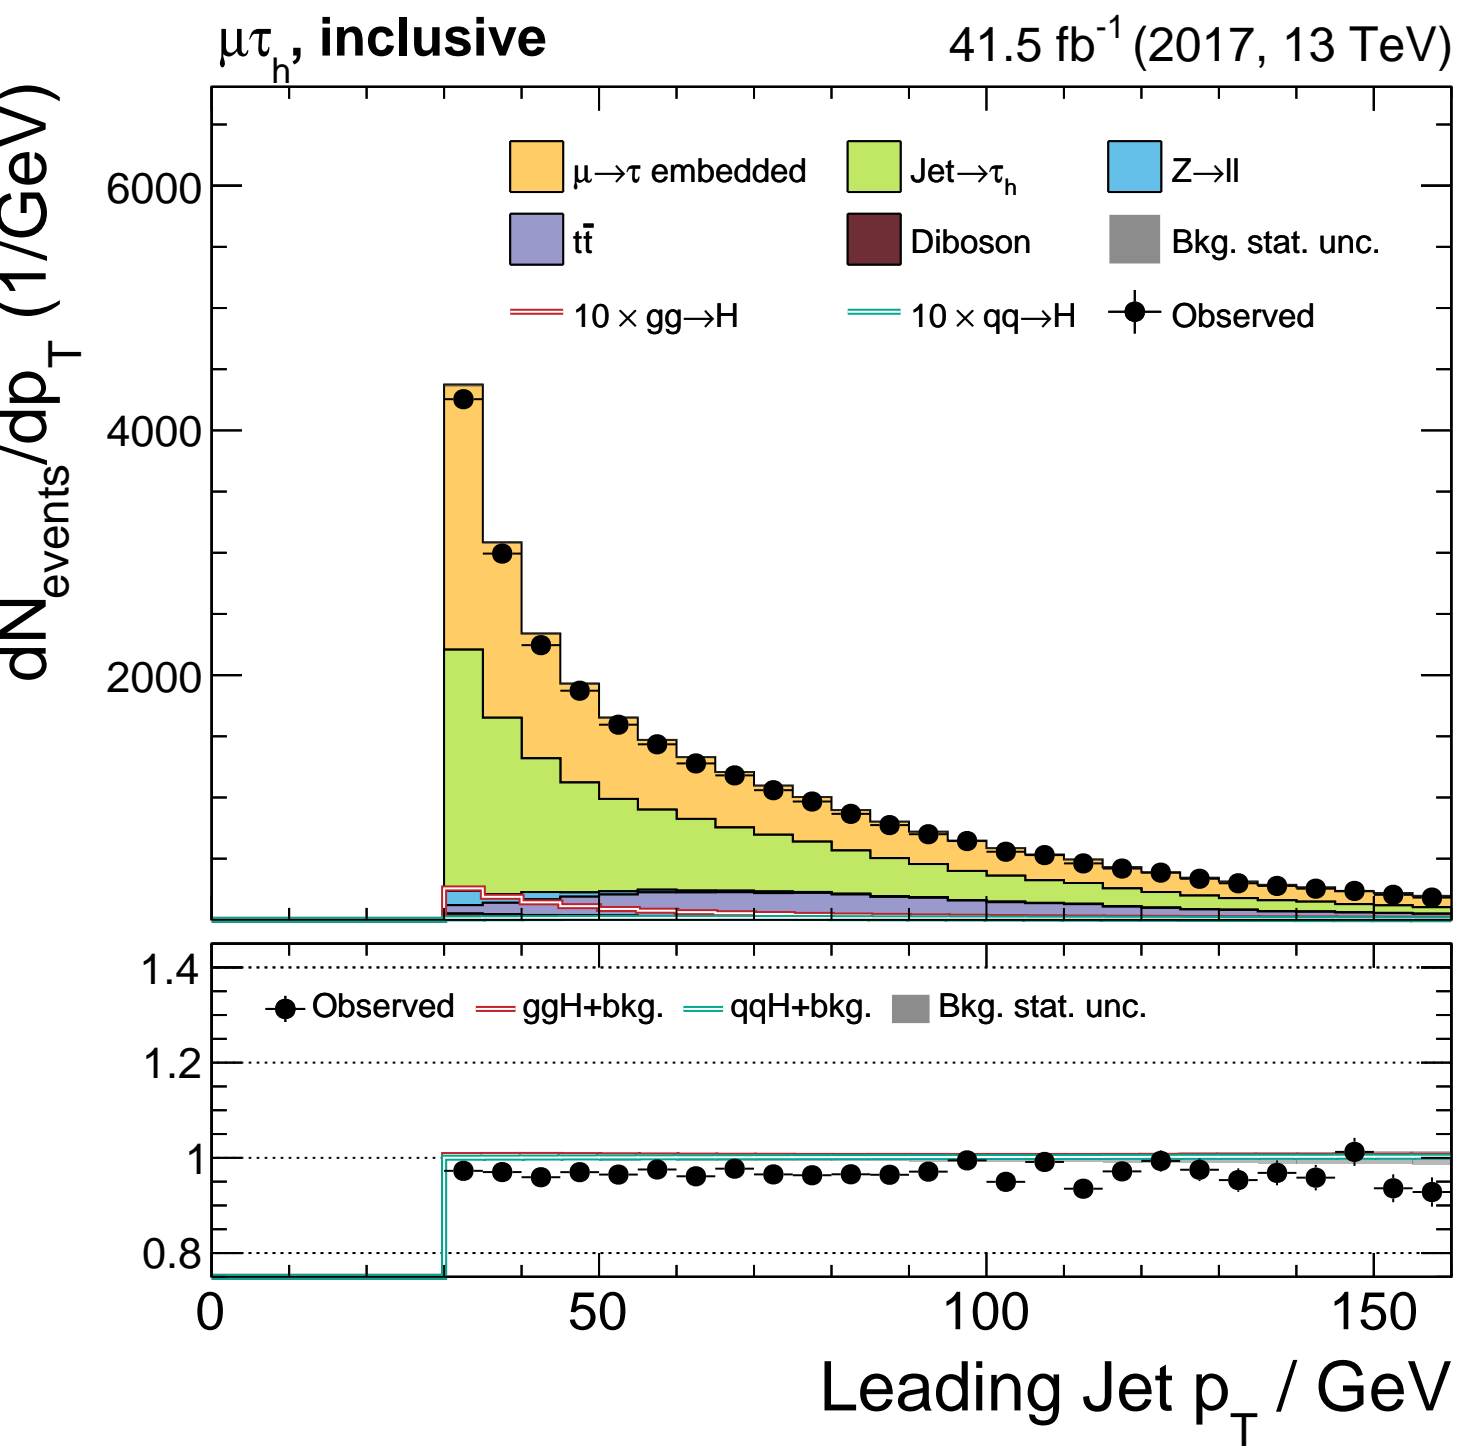 μτh, inclusive
41.5 fb-1 (2017, 13 TeV)
dNevents/dpT (1/GeV)
6000
4000
2000
μ→τ embedded
Jet→τh
Z→ll
tt̄
Diboson
Bkg. stat. unc.
10 × gg→H
10 × qq→H
Observed
1.4
1.2
1
0.8
Observed
ggH+bkg.
qqH+bkg.
Bkg. stat. unc.
0
50
100
150
Leading Jet pT / GeV